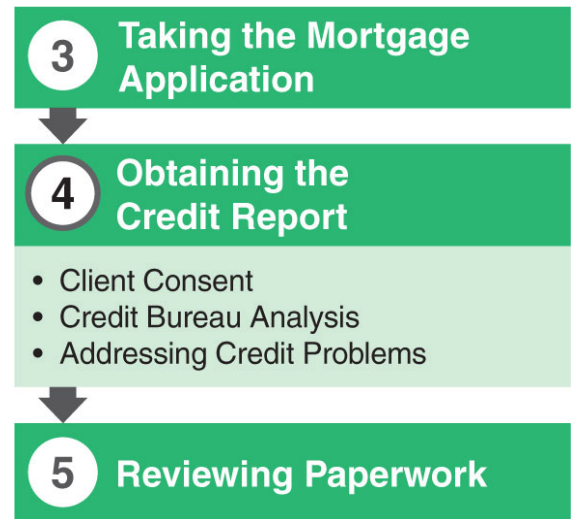 3
Taking the Mortgage
Application
4
Obtaining the
Credit Report
• Client Consent
• Credit Bureau Analysis
• Addressing Credit Problems
5
Reviewing Paperwork